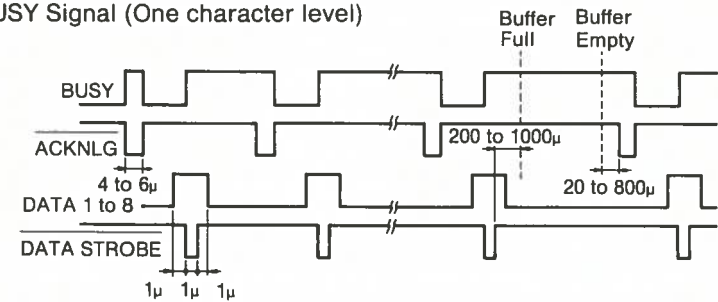 USY Signal (One character level)
Buffer Full
Buffer Empty
BUSY
ACKNLG
200 to 1000μ
4 to 6μ
20 to 800μ
DATA 1 to 8
DATA STROBE
1μ 1μ 1μ